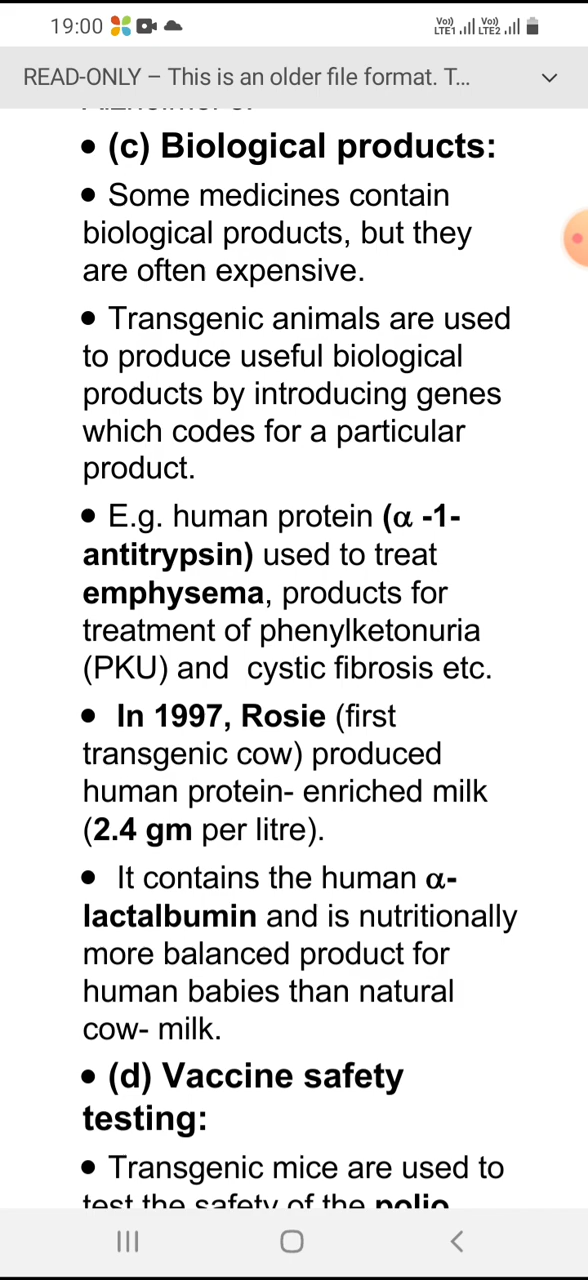 19:00
Vo)) LTE1 Vo)) LTE2
READ-ONLY – This is an older file format. T...
• (c) Biological products:
• Some medicines contain
biological products, but they
are often expensive.
• Transgenic animals are used
to produce useful biological
products by introducing genes
which codes for a particular
product.
• E.g. human protein (α -1-
antitrypsin) used to treat
emphysema, products for
treatment of phenylketonuria
(PKU) and cystic fibrosis etc.
• In 1997, Rosie (first
transgenic cow) produced
human protein- enriched milk
(2.4 gm per litre).
• It contains the human α-
lactalbumin and is nutritionally
more balanced product for
human babies than natural
cow- milk.
• (d) Vaccine safety
testing:
• Transgenic mice are used to
test the safety of the polio